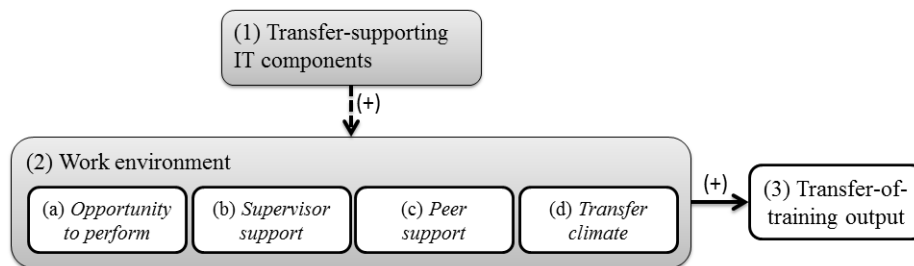 (1) Transfer-supporting
IT components
(+)
(2) Work environment
(a) Opportunity
to perform
(b) Supervisor
support
(c) Peer
support
(d) Transfer
climate
(+)
(3) Transfer-of-
training output